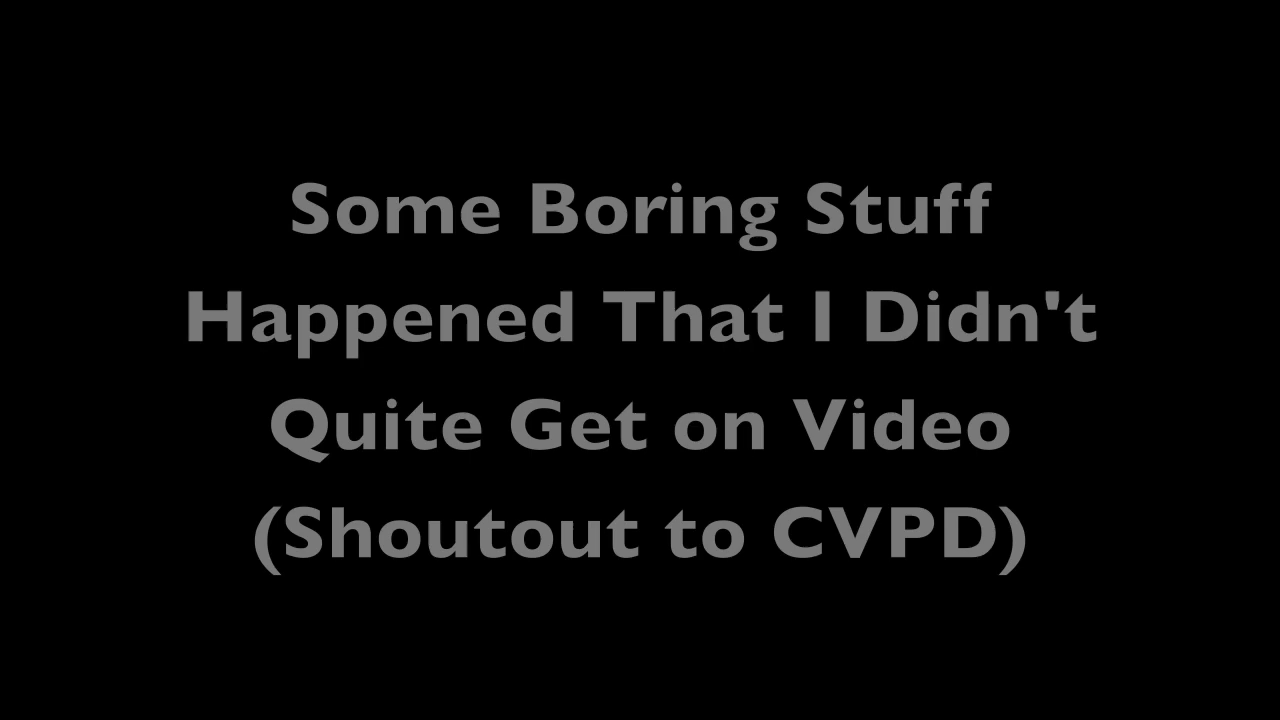 Some Boring Stuff
Happened That I Didn't
Quite Get on Video
(Shoutout to CVPD)